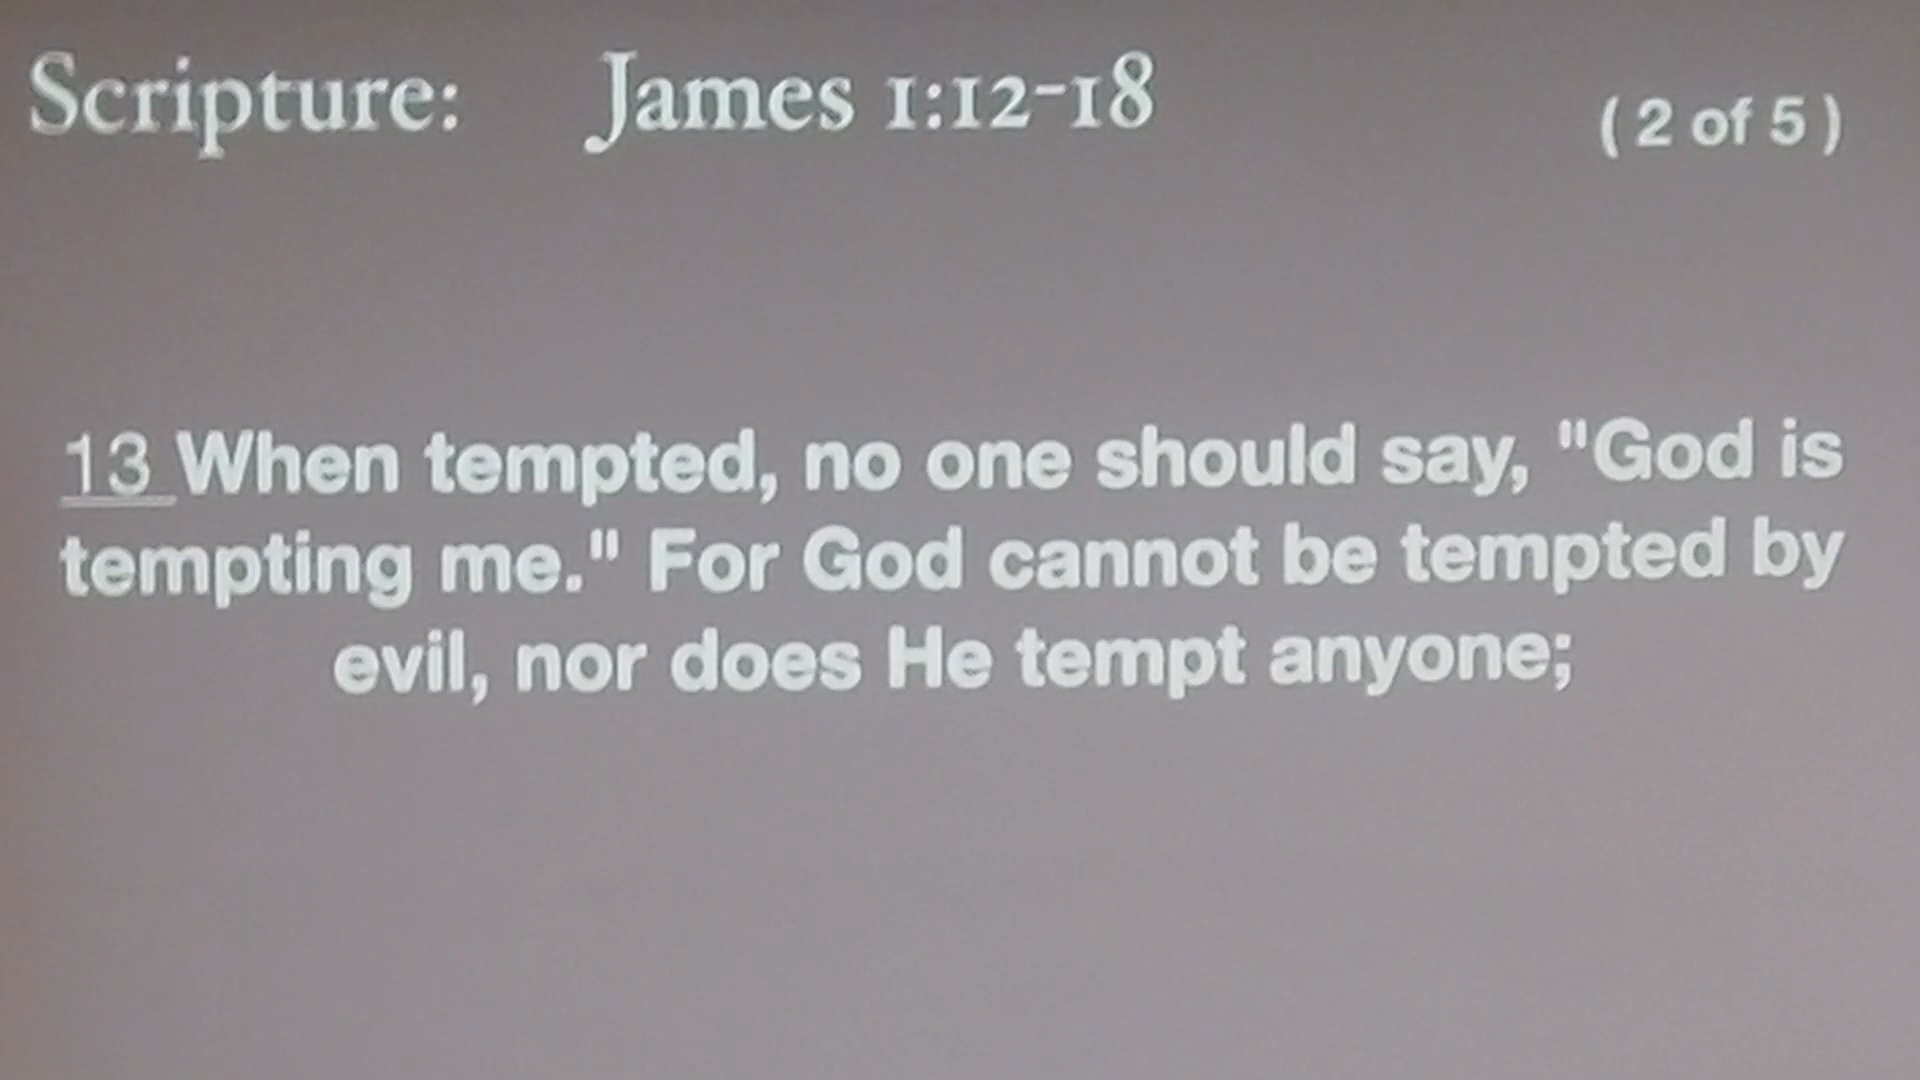 Scripture: James 1:12-18 ( 2 of 5 )
13 When tempted, no one should say, "God is
tempting me." For God cannot be tempted by
evil, nor does He tempt anyone;